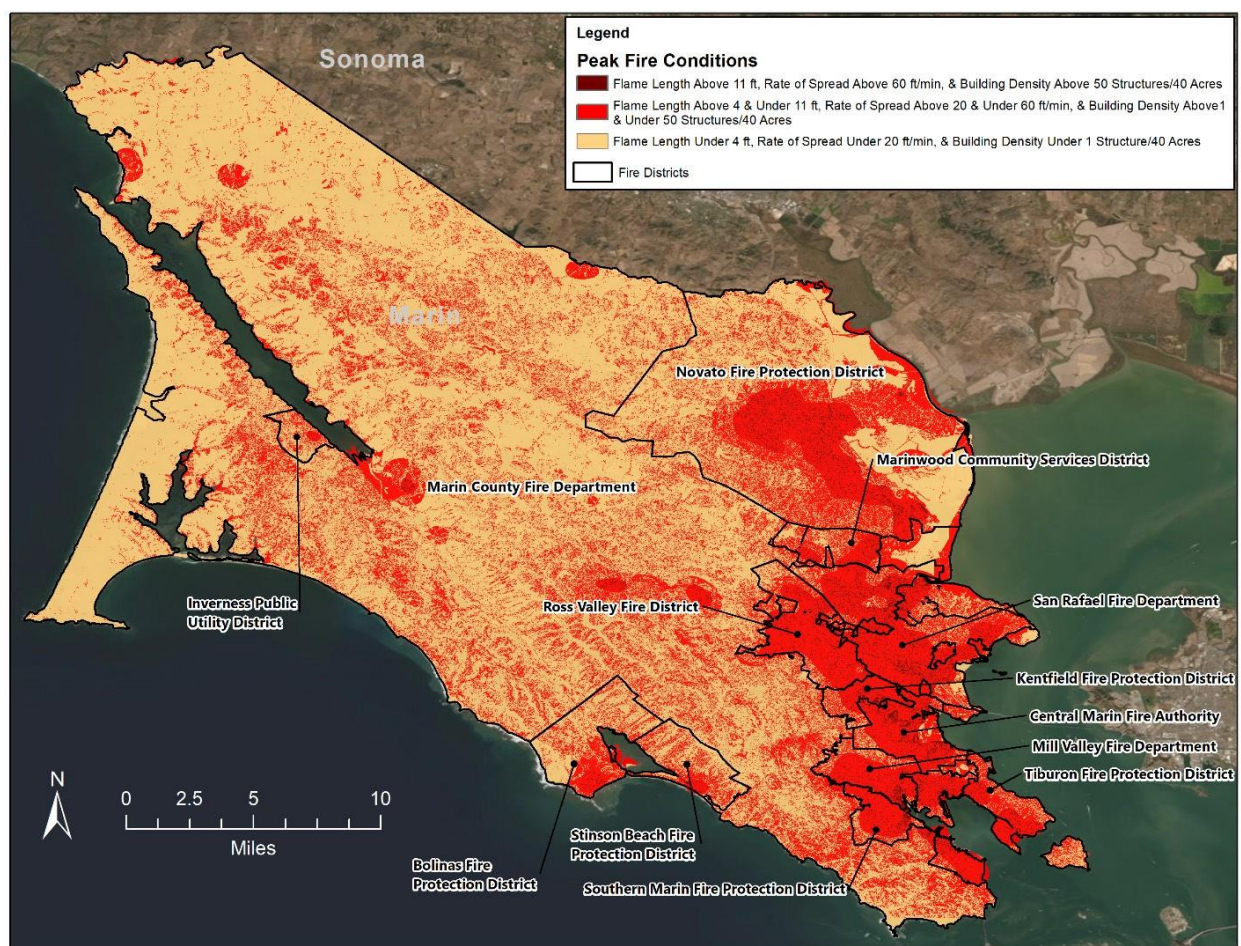 Legend
Peak Fire Conditions
Flame Length Above 11 ft, Rate of Spread Above 60 ft/min, & Building Density Above 50 Structures/40 Acres
Flame Length Above 4 & Under 11 ft, Rate of Spread Above 20 & Under 60 ft/min, & Building Density Above1
& Under 50 Structures/40 Acres
Flame Length Under 4 ft, Rate of Spread Under 20 ft/min, & Building Density Under 1 Structure/40 Acres
Fire Districts
Sonoma
Marin
Novato Fire Protection District
Marinwood Community Services District
Marin County Fire Department
Inverness Public
Utility District
Ross Valley Fire District
San Rafael Fire Department
Kentfield Fire Protection District
Central Marin Fire Authority
Mill Valley Fire Department
Tiburon Fire Protection District
Stinson Beach Fire
Protection District
Bolinas Fire
Protection District
Southern Marin Fire Protection District
N
0 2.5 5 10
Miles